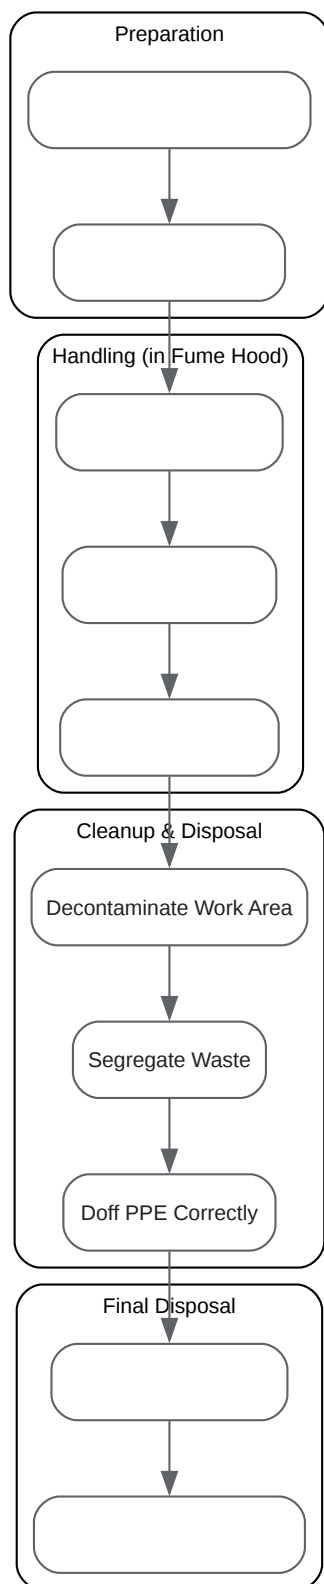 Preparation
Handling (in Fume Hood)
Cleanup & Disposal
Decontaminate Work Area
Segregate Waste
Doff PPE Correctly
Final Disposal